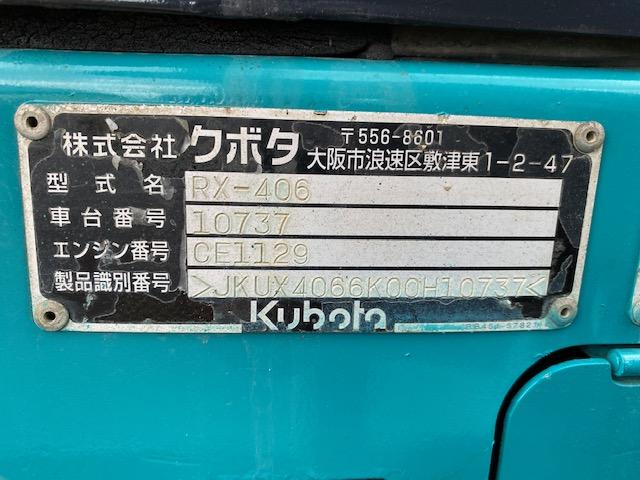 株式会社 クボタ 〒556-8601
大阪市浪速区敷津東1-2-47
型式名 RX-406
車台番号 10737
エンジン番号 CE1129
製品識別番号 >JKUX4066K00H10737<
Kubota